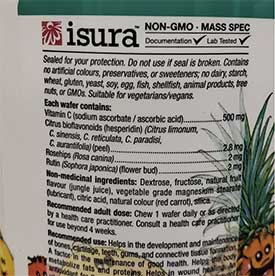 isura™
NON-GMO • MASS SPEC
Documentation ✓ Lab Tested ✓
Sealed for your protection. Do not use if seal is broken. Contains
no artificial colours, preservatives, or sweeteners; no dairy, starch,
wheat, gluten, yeast, soy, egg, fish, shellfish, animal products, tree
nuts, or GMOs. Suitable for vegetarians/vegans.
Each wafer contains:
Vitamin C (sodium ascorbate / ascorbic acid) 500 mg
Citrus bioflavonoids (hesperidin) (Citrus limonum,
C. sinensis, C. reticulata, C. paradisi,
C. aurantifolia) (peel) 2.8 mg
Rosehips (Rosa canina) 2 mg
Rutin (Sophora japonica) (flower bud) 2 mg
Non-medicinal ingredients: Dextrose, fructose, natural fruit
flavour (jungle juice), vegetable grade magnesium stearate
(lubricant), citric acid, natural colour (red carrot), silica.
Recommended adult dose: Chew 1 wafer daily or as directed
by a health care practitioner. Consult a health care practitioner
for use beyond 4 weeks.
Recommended use: Helps in the development and maintenance
of bones, cartilage, teeth, gums, and connective tissue formation.
A factor in the maintenance of good health. Helps the body to
metabolize fats and proteins. Helps in wound